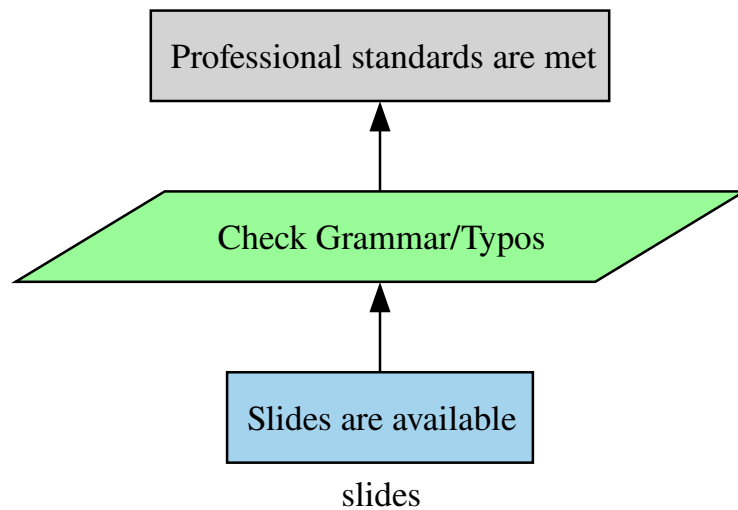 Professional standards are met
Check Grammar/Typos
Slides are available
slides